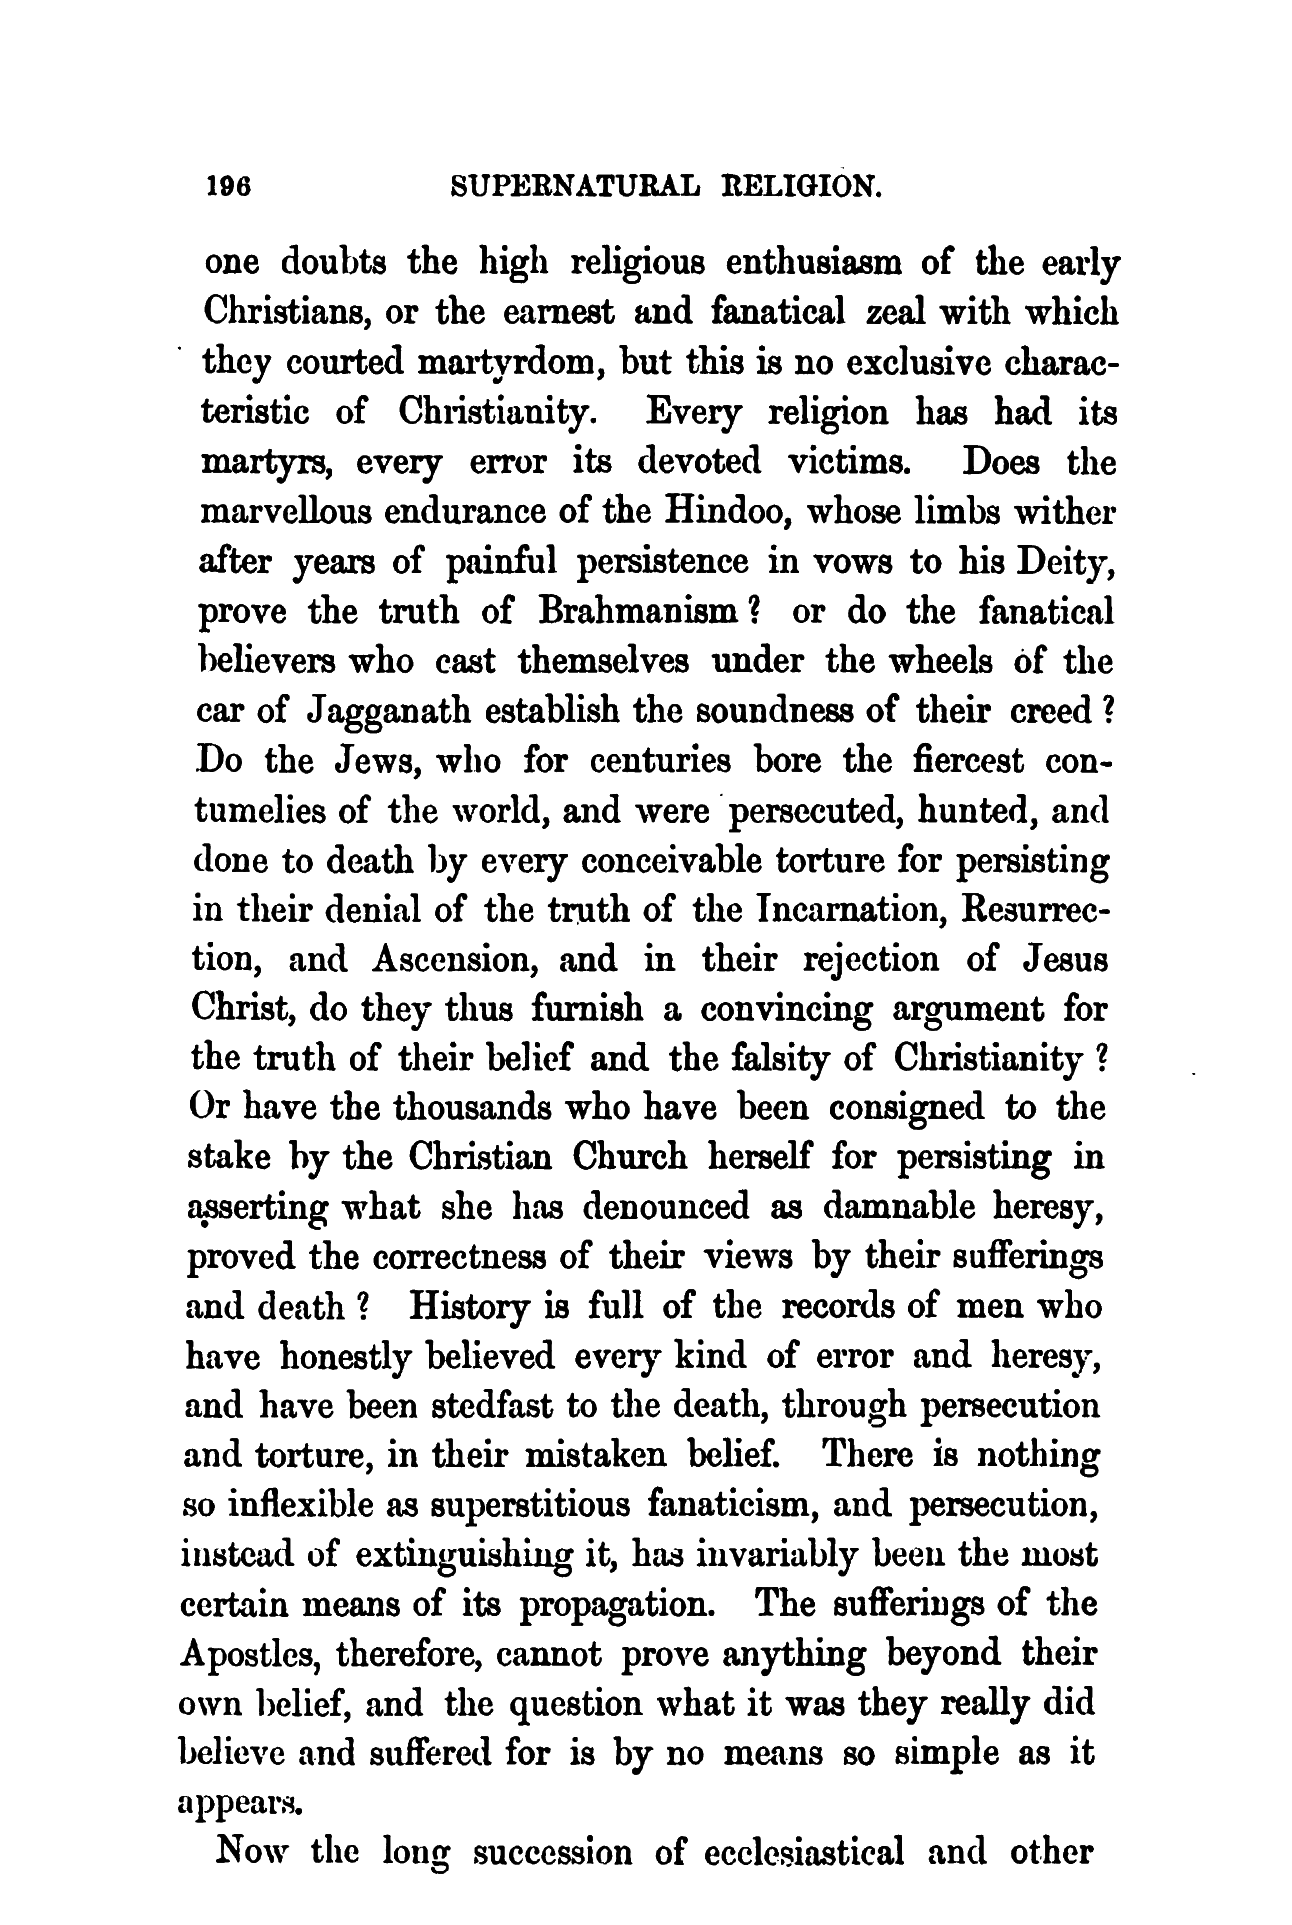 196 SUPERNATURAL RELIGION.
one doubts the high religious enthusiasm of the early
Christians, or the earnest and fanatical zeal with which
they courted martyrdom, but this is no exclusive charac-
teristic of Christianity. Every religion has had its
martyrs, every error its devoted victims. Does the
marvellous endurance of the Hindoo, whose limbs wither
after years of painful persistence in vows to his Deity,
prove the truth of Brahmanism? or do the fanatical
believers who cast themselves under the wheels of the
car of Jagganath establish the soundness of their creed?
Do the Jews, who for centuries bore the fiercest con-
tumelies of the world, and were persecuted, hunted, and
done to death by every conceivable torture for persisting
in their denial of the truth of the Incarnation, Resurrec-
tion, and Ascension, and in their rejection of Jesus
Christ, do they thus furnish a convincing argument for
the truth of their belief and the falsity of Christianity?
Or have the thousands who have been consigned to the
stake by the Christian Church herself for persisting in
asserting what she has denounced as damnable heresy,
proved the correctness of their views by their sufferings
and death? History is full of the records of men who
have honestly believed every kind of error and heresy,
and have been stedfast to the death, through persecution
and torture, in their mistaken belief. There is nothing
so inflexible as superstitious fanaticism, and persecution,
instead of extinguishing it, has invariably been the most
certain means of its propagation. The sufferings of the
Apostles, therefore, cannot prove anything beyond their
own belief, and the question what it was they really did
believe and suffered for is by no means so simple as it
appears.
Now the long succession of ecclesiastical and other